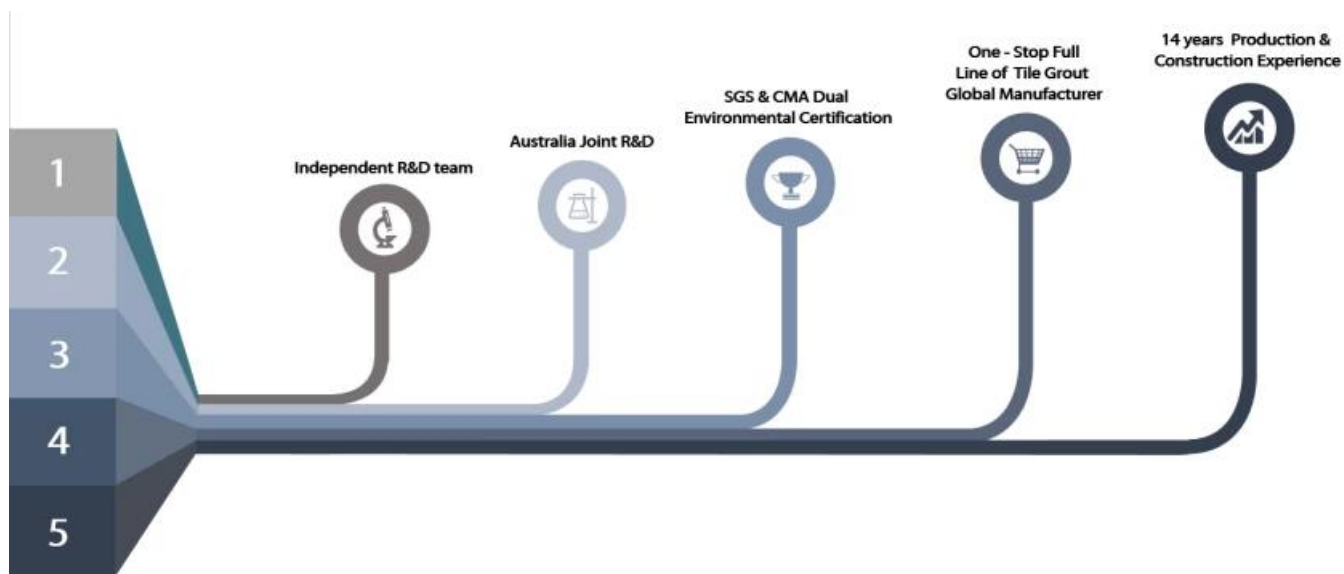 1
2
3
4
5
Independent R&D team
Australia Joint R&D
SGS & CMA Dual
Environmental Certification
One - Stop Full
Line of Tile Grout
Global Manufacturer
14 years Production &
Construction Experience